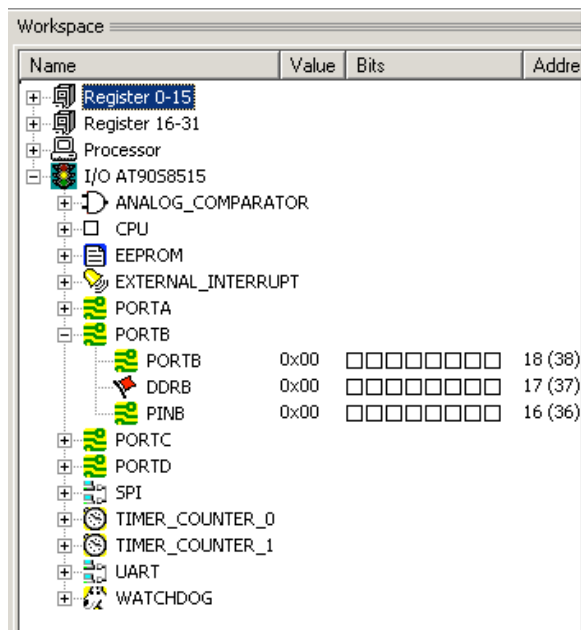 Workspace
Name Value Bits Addre
Register 0-15
Register 16-31
Processor
I/O AT90S8515
ANALOG_COMPARATOR
CPU
EEPROM
EXTERNAL_INTERRUPT
PORTA
PORTB
PORTB 0x00 18 (38)
DDRB 0x00 17 (37)
PINB 0x00 16 (36)
PORTC
PORTD
SPI
TIMER_COUNTER_0
TIMER_COUNTER_1
UART
WATCHDOG